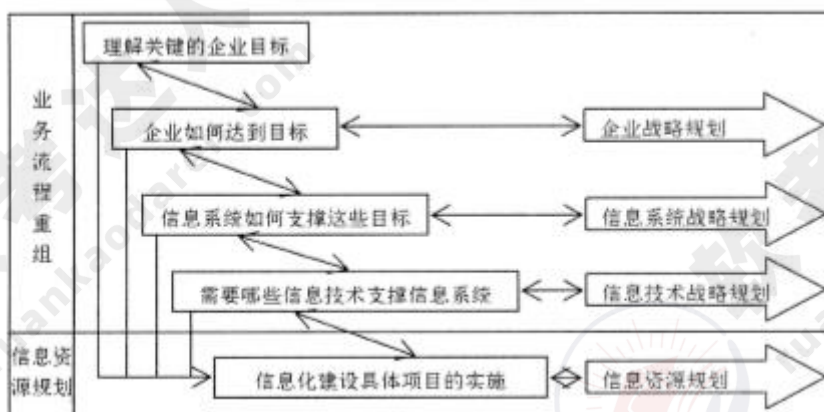 业务流程重组
理解关键的企业目标
企业如何达到目标
企业战略规划
信息系统如何支撑这些目标
信息系统战略规划
需要哪些信息技术支撑信息系统
信息技术战略规划
信息资
源规划
信息化建设具体项目的实施
信息资源规划